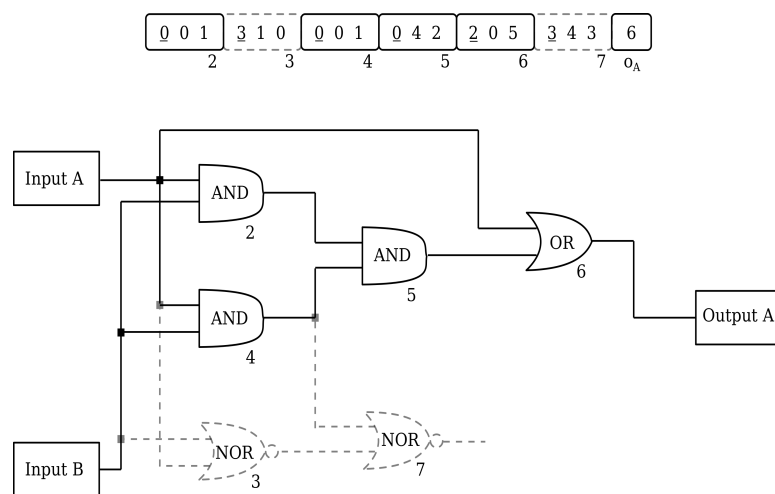 0 0 1 3 1 0 0 0 1 0 4 2 2 0 5 3 4 3 6
2 3 4 5 6 7 oA
Input A
AND
2
AND
5
OR
6
Output A
AND
4
NOR
3
NOR
7
Input B